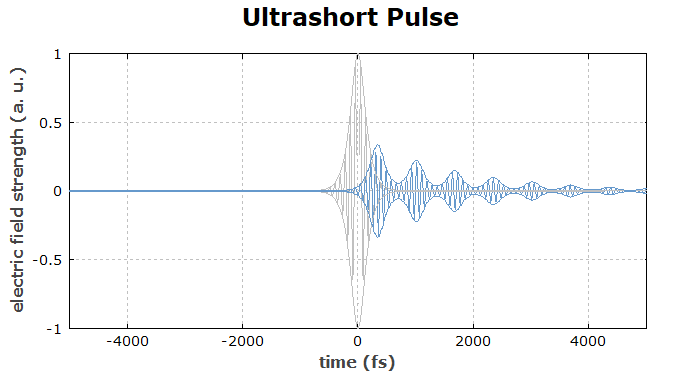 Ultrashort Pulse
electric field strength ( a. u. )
1
0.5
0
-0.5
-1
-4000 -2000 0 2000 4000
time (fs)